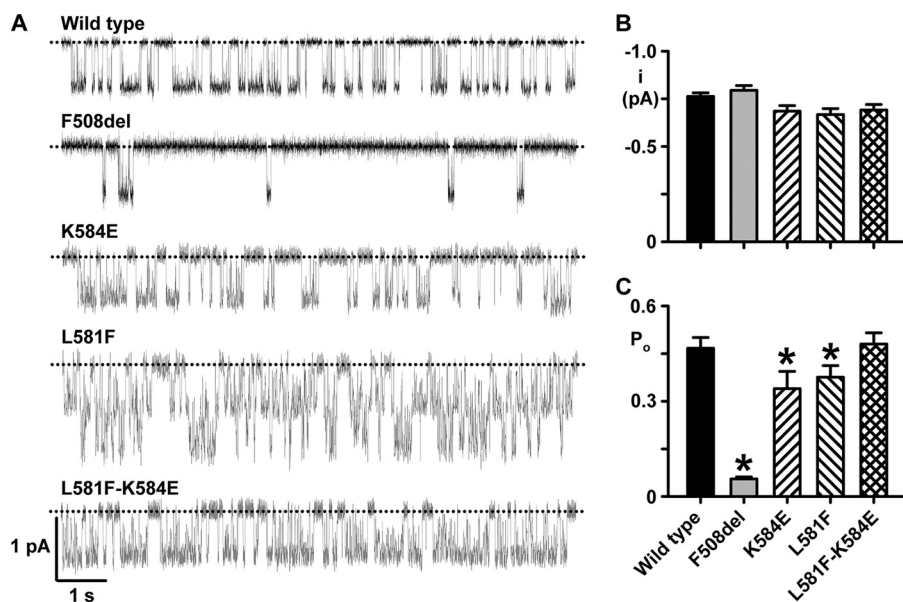 A
Wild type
F508del
K584E
L581F
L581F-K584E
1 pA
1 s
B
-1.0
i
(pA)
-0.5
0
C
0.6
Po
0.3
0
*
*
*
Wild type
F508del
K584E
L581F
L581F-K584E